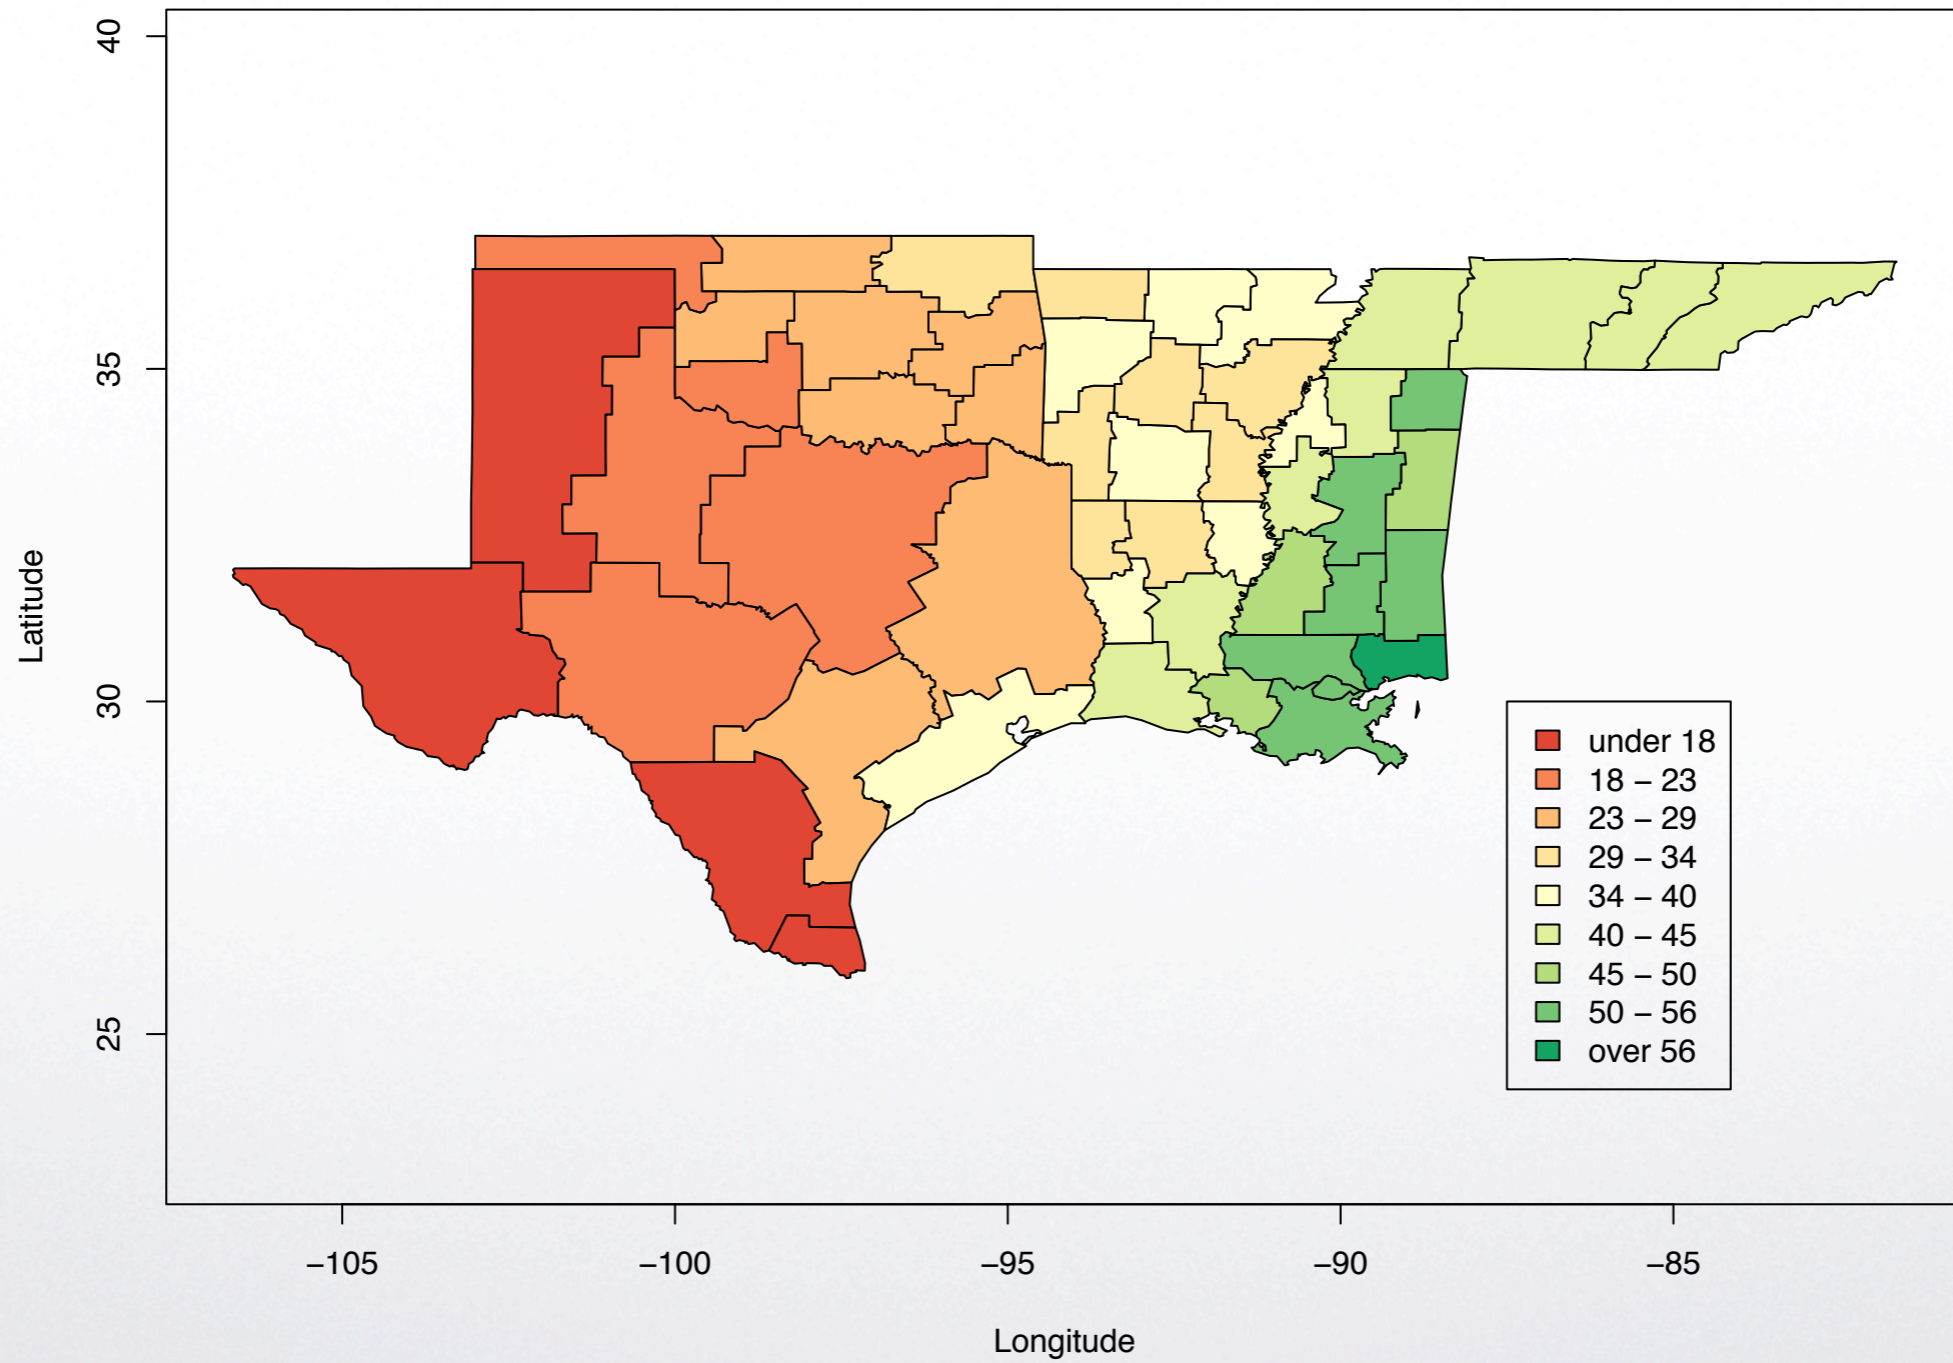 40
35
30
25
Latitude
under 18
18 – 23
23 – 29
29 – 34
34 – 40
40 – 45
45 – 50
50 – 56
over 56
−105 −100 −95 −90 −85
Longitude